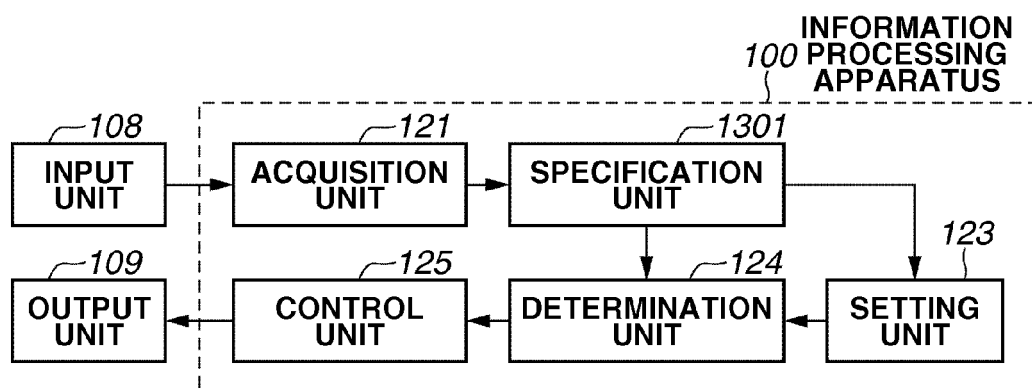 INFORMATION
PROCESSING
APPARATUS
100
108
INPUT
UNIT
121
ACQUISITION
UNIT
1301
SPECIFICATION
UNIT
109
OUTPUT
UNIT
125
CONTROL
UNIT
124
DETERMINATION
UNIT
123
SETTING
UNIT